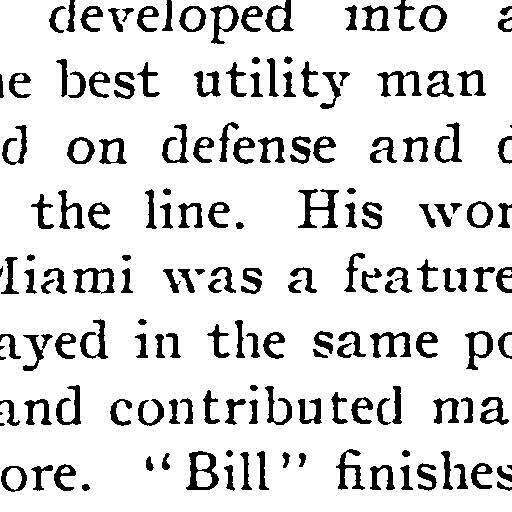 developed into a
he best utility man
d on defense and d
the line. His wor
Miami was a feature
ayed in the same po
and contributed ma
ore. "Bill" finishes